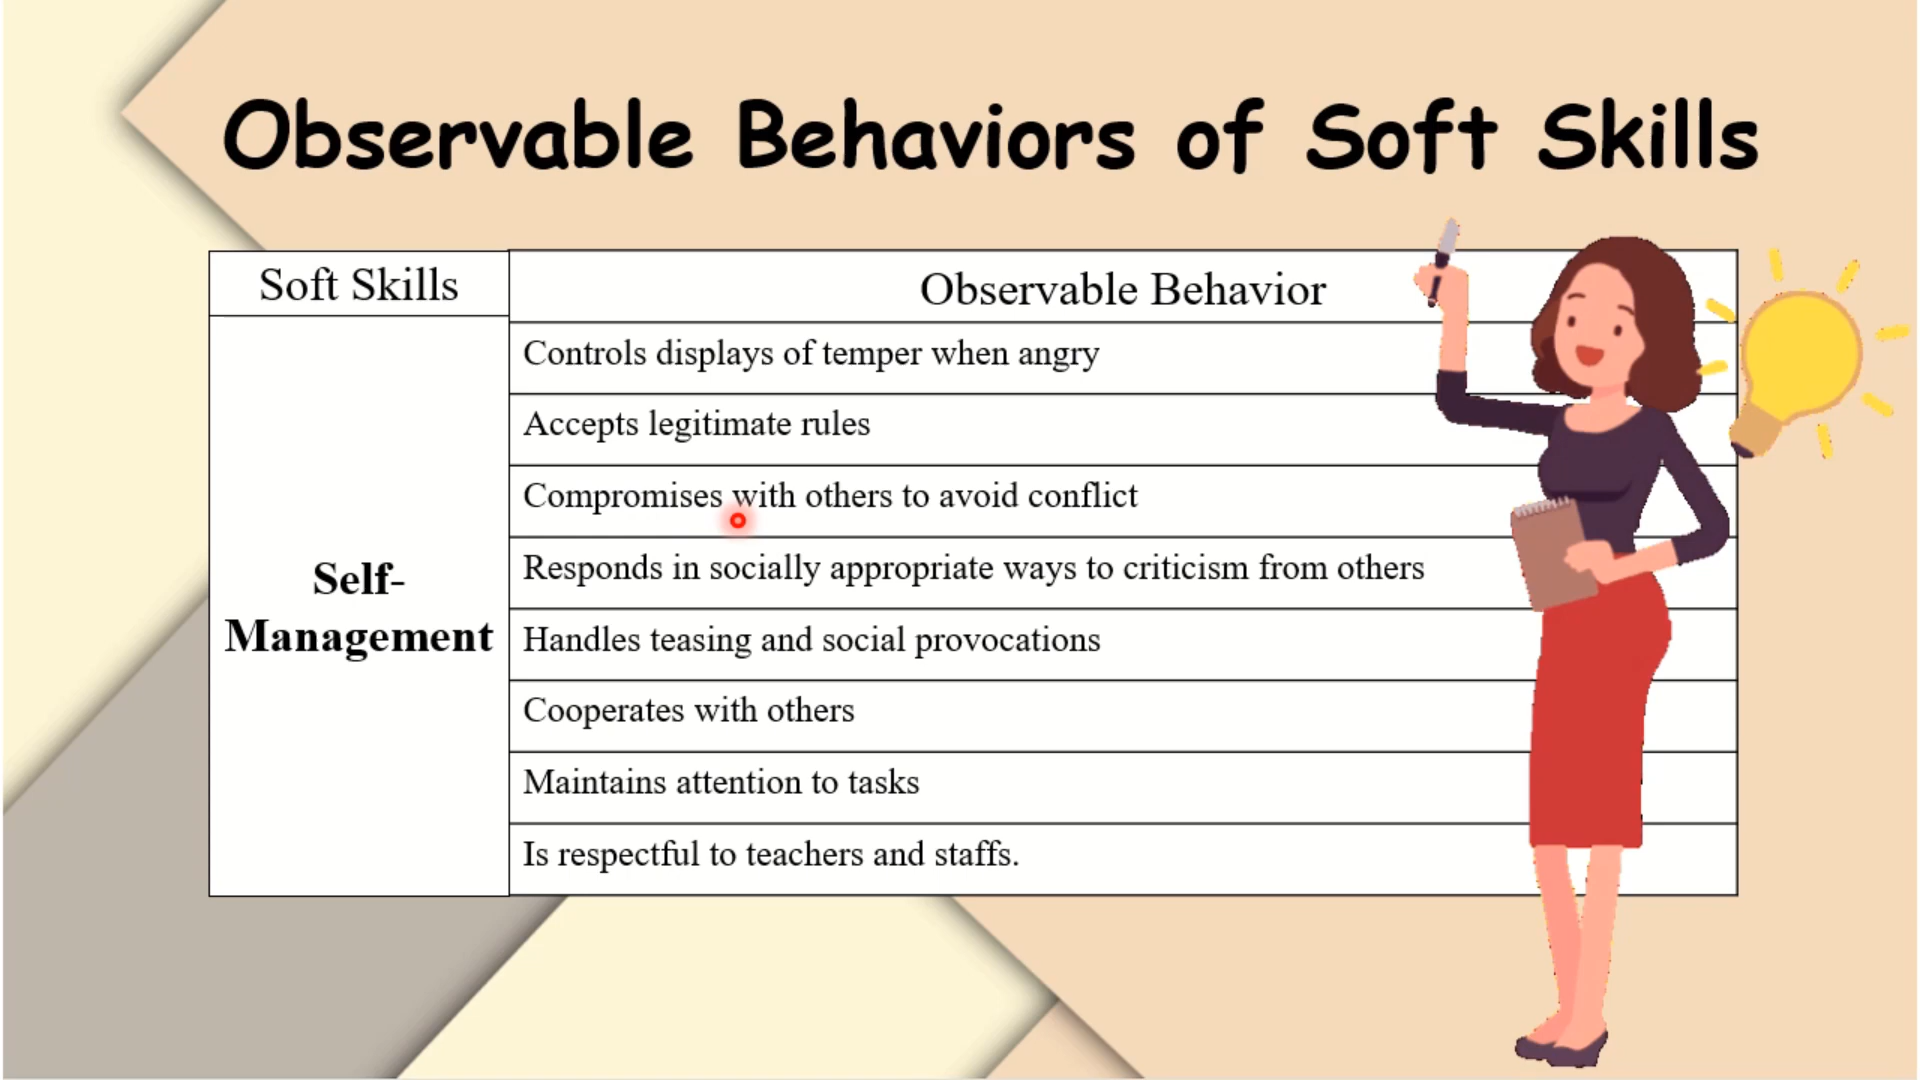 Observable Behaviors of Soft Skills
Soft Skills
Observable Behavior
Self-
Management
Controls displays of temper when angry
Accepts legitimate rules
Compromises with others to avoid conflict
Responds in socially appropriate ways to criticism from others
Handles teasing and social provocations
Cooperates with others
Maintains attention to tasks
Is respectful to teachers and staffs.